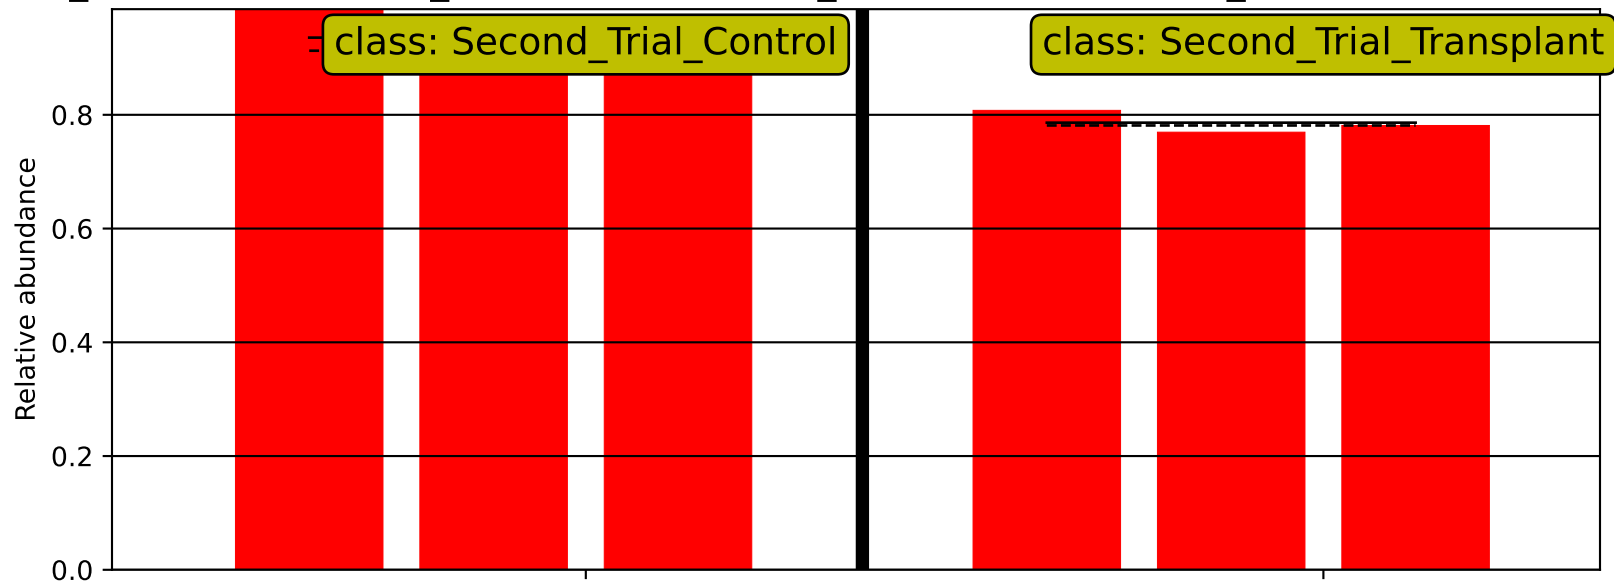 class: Second_Trial_Control
class: Second_Trial_Transplant
0.8
0.6
0.4
0.2
0.0
Relative abundance